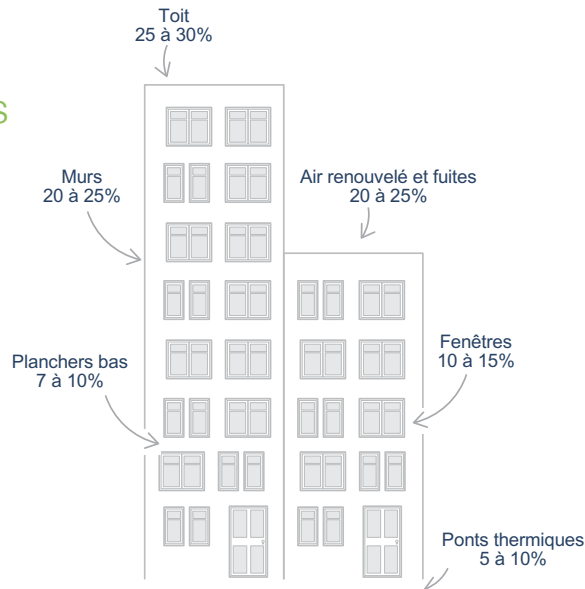 Toit
25 à 30%
S
Murs
20 à 25%
Air renouvelé et fuites
20 à 25%
Planchers bas
7 à 10%
Fenêtres
10 à 15%
Ponts thermiques
5 à 10%